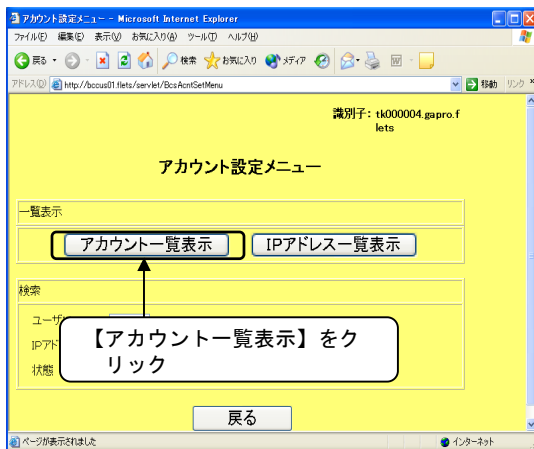 アカウント設定メニュー - Microsoft Internet Explorer
ファイル(F) 編集(E) 表示(V) お気に入り(A) ツール(T) ヘルプ(H)
戻る 検索 お気に入り メディア
アドレス(D) http://bccus01.flets/servlet/BcsAcntSetMenu 移動 リンク
識別子: tk000004.gapro.f
lets
アカウント設定メニュー
一覧表示
アカウント一覧表示 IPアドレス一覧表示
検索
ユーザ
IPアド
状態
【アカウント一覧表示】をク
リック
戻る
ページが表示されました インターネット